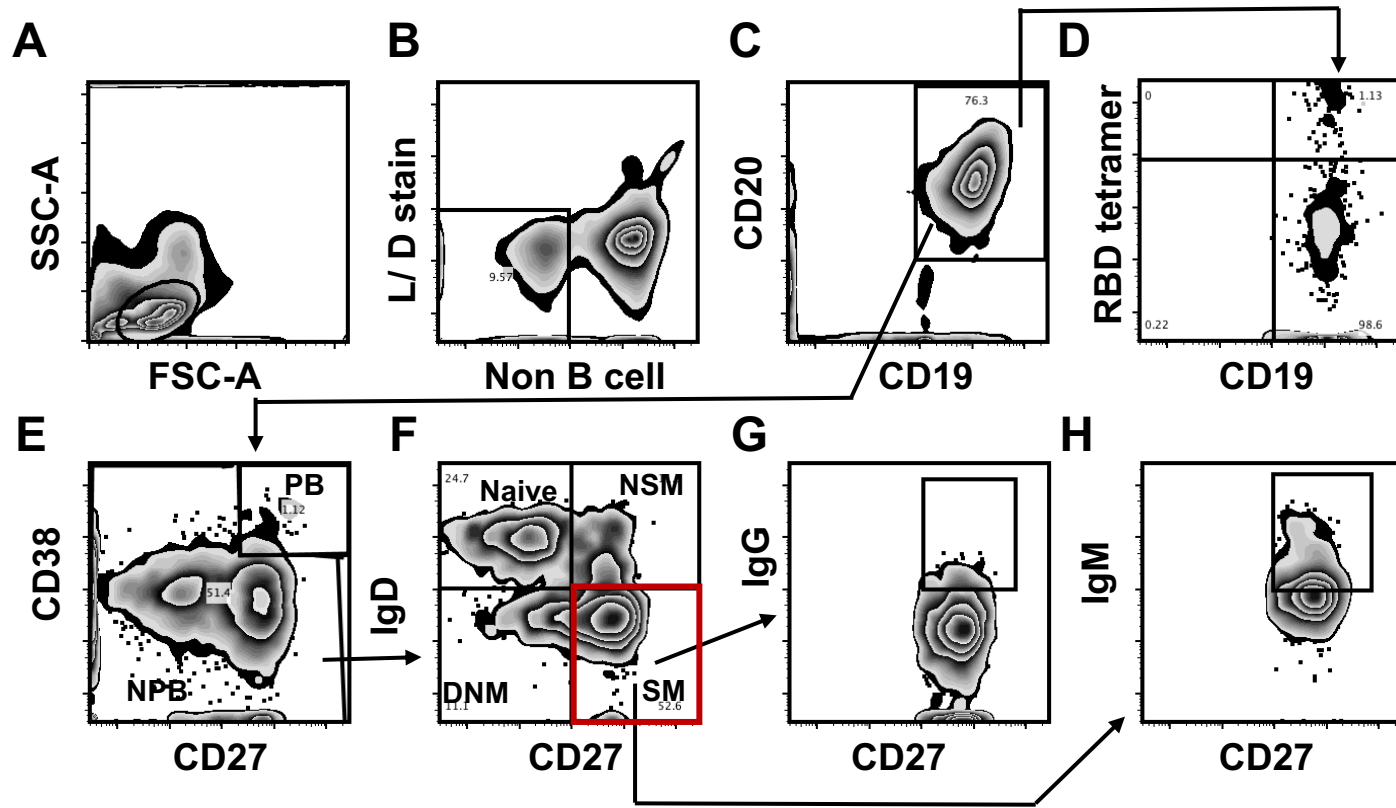 A
B
C
D
SSC-A
FSC-A
L/ D stain
9.57
Non B cell
CD20
76.3
CD19
RBD tetramer
0
1.13
0.22
98.6
CD19
E
F
G
H
CD38
PB
1.12
51.4
NPB
CD27
IgD
24.7
Naive
NSM
DNM
11.1
SM
52.6
CD27
IgG
CD27
IgM
CD27